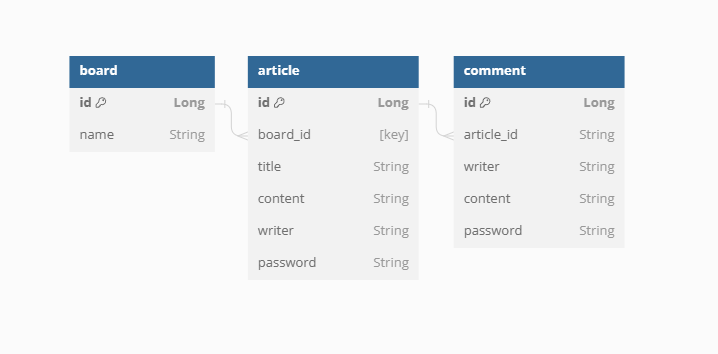 board
id Long
name String
article
id Long
board_id [key]
title String
content String
writer String
password String
comment
id Long
article_id String
writer String
content String
password String